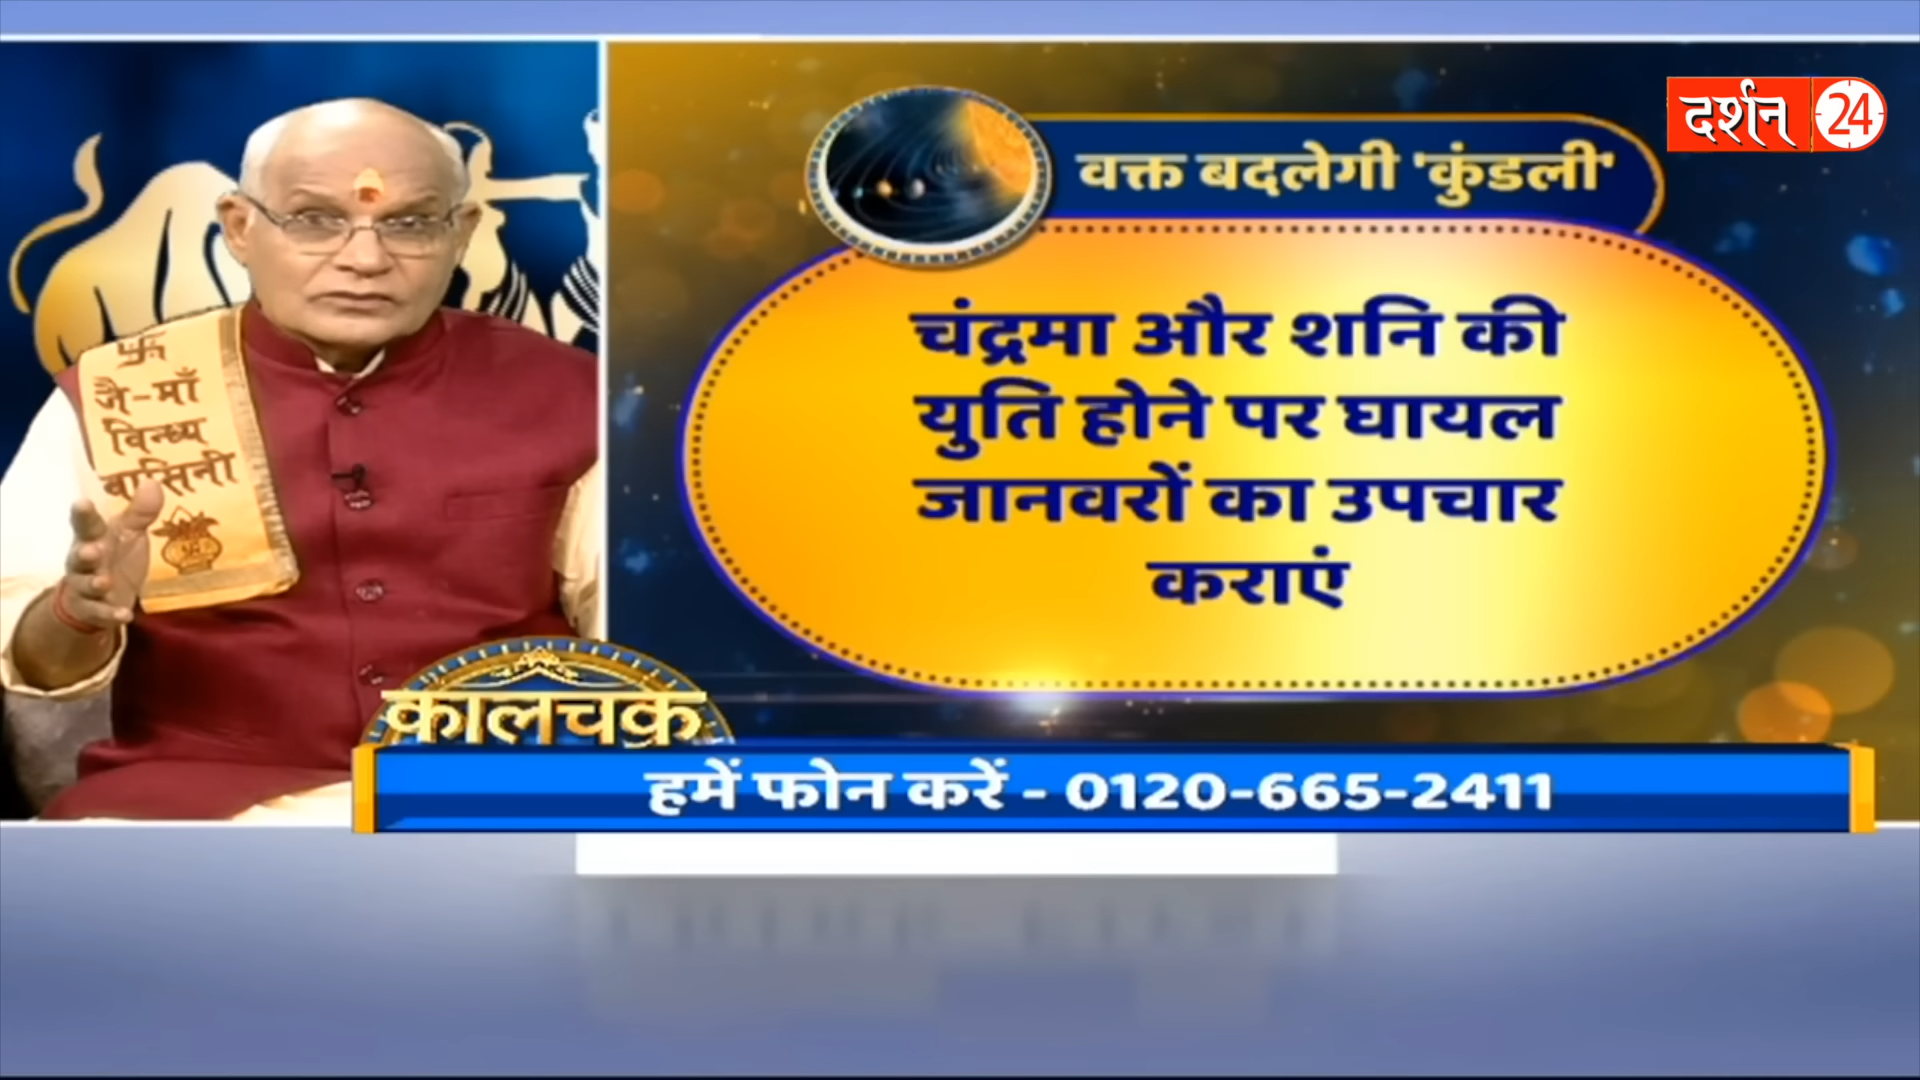 दर्शन 24
वक्त बदलेगी 'कुंडली'
चंद्रमा और शनि की
युति होने पर घायल
जानवरों का उपचार
कराएं
जै-माँ
विन्ध्य
वासिनी
कालचक्र
हमें फोन करें - 0120-665-2411